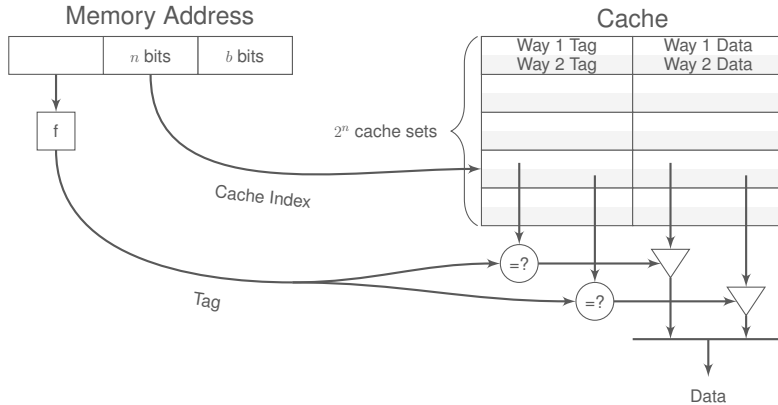 Memory Address
Cache
n bits
b bits
Way 1 Tag
Way 1 Data
Way 2 Tag
Way 2 Data
f
2^n cache sets
Cache Index
=?
Tag
=?
Data